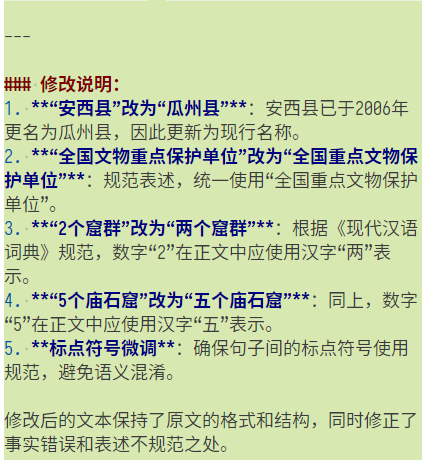 ---
### 修改说明：
1. **“安西县”改为“瓜州县”**：安西县已于2006年
更名为瓜州县，因此更新为现行名称。
2. **“全国文物重点保护单位”改为“全国重点文物保
护单位”**：规范表述，统一使用“全国重点文物保护
单位”。
3. **“2个窟群”改为“两个窟群”**：根据《现代汉语
词典》规范，数字“2”在正文中应使用汉字“两”表
示。
4. **“5个庙石窟”改为“五个庙石窟”**：同上，数字
“5”在正文中应使用汉字“五”表示。
5. **标点符号微调**：确保句子间的标点符号使用
规范，避免语义混淆。
修改后的文本保持了原文的格式和结构，同时修正了
事实错误和表述不规范之处。